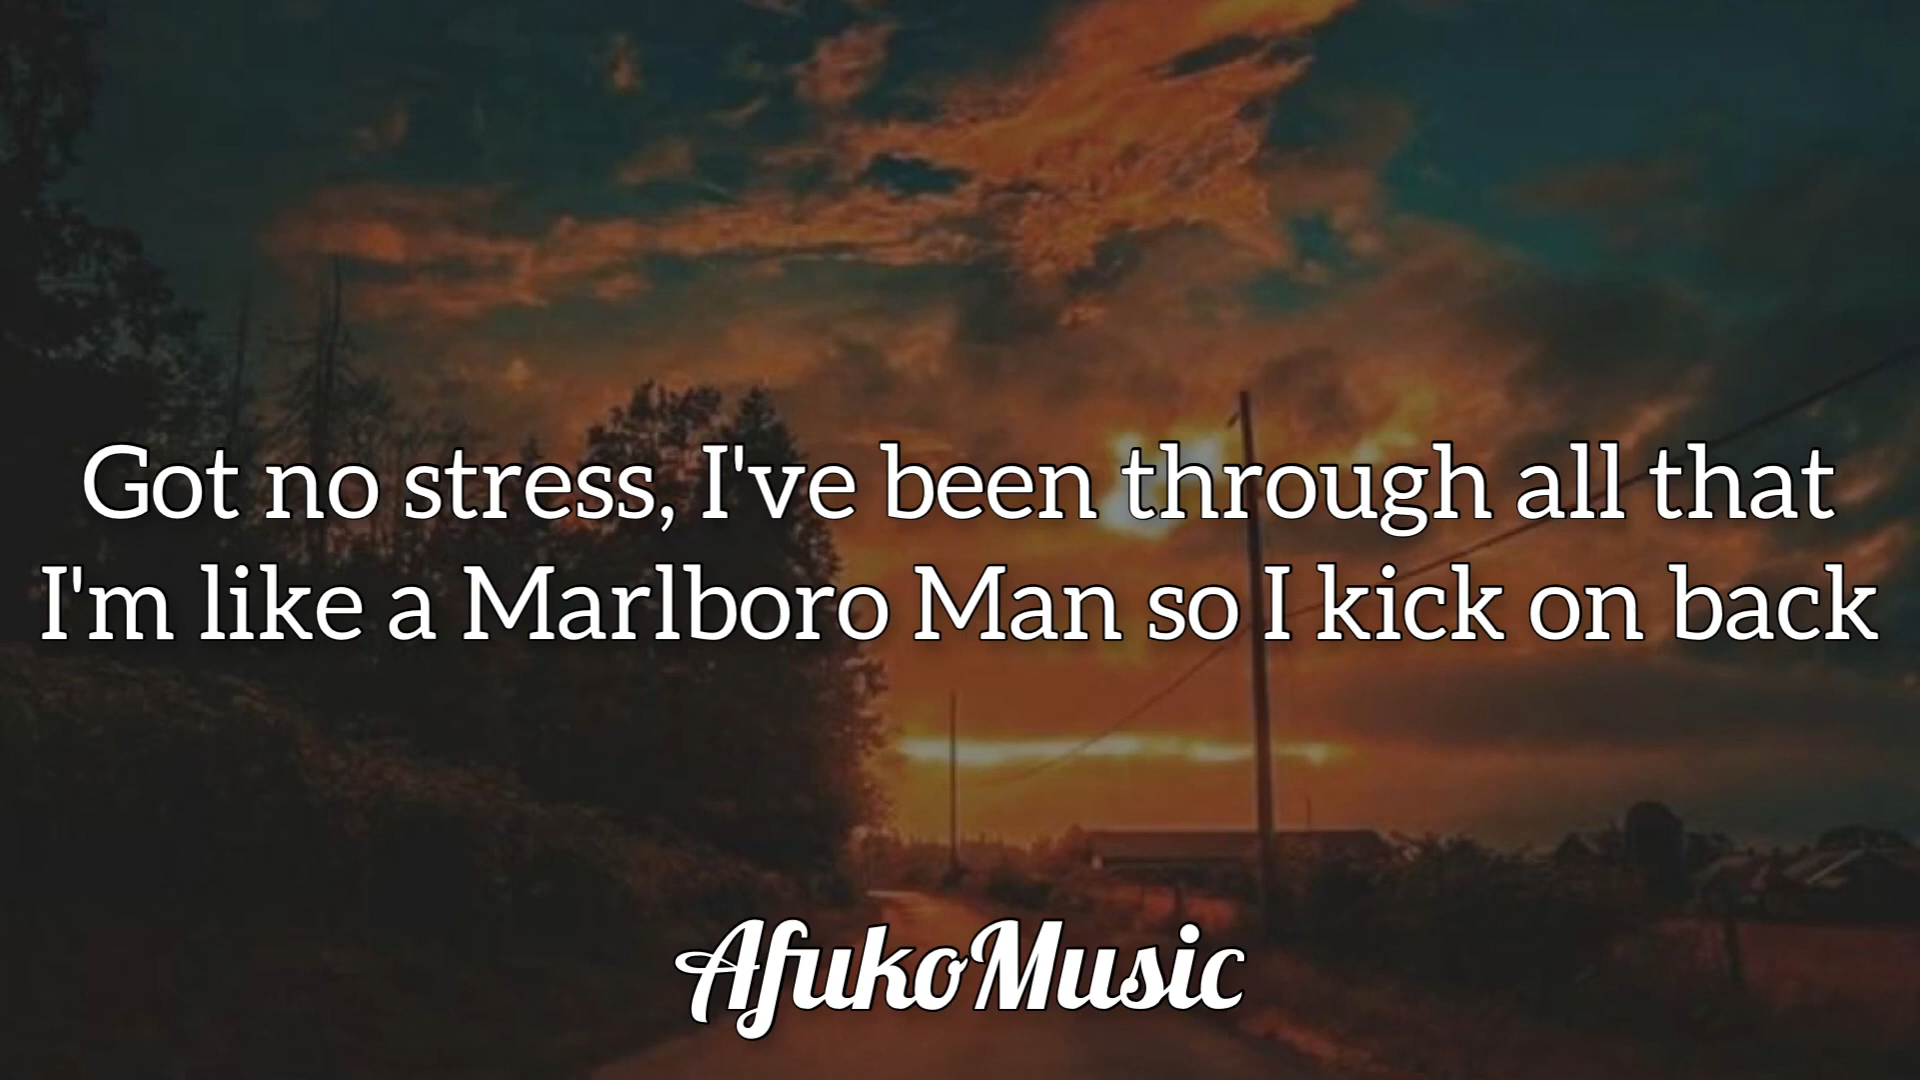 Got no stress, I've been through all that
I'm like a Marlboro Man so I kick on back
AfukoMusic